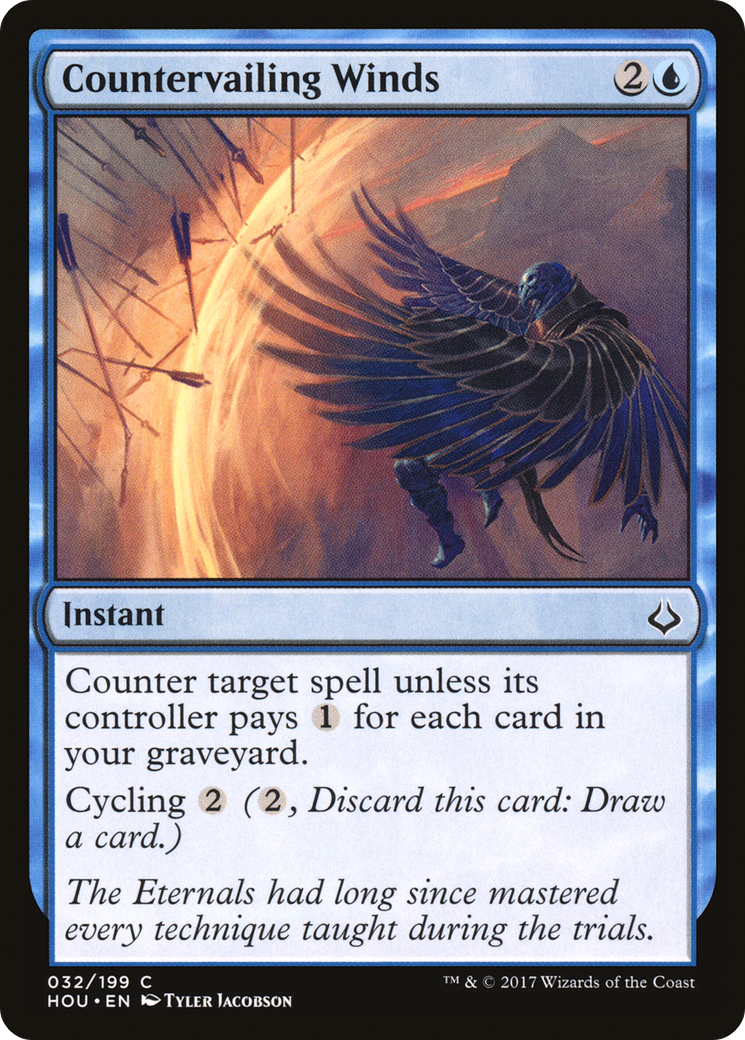 Countervailing Winds 2
Instant
Counter target spell unless its
controller pays 1 for each card in
your graveyard.
Cycling 2 (2, Discard this card: Draw
a card.)
The Eternals had long since mastered
every technique taught during the trials.
032/199 C
HOU • EN Tyler Jacobson
™ & © 2017 Wizards of the Coast